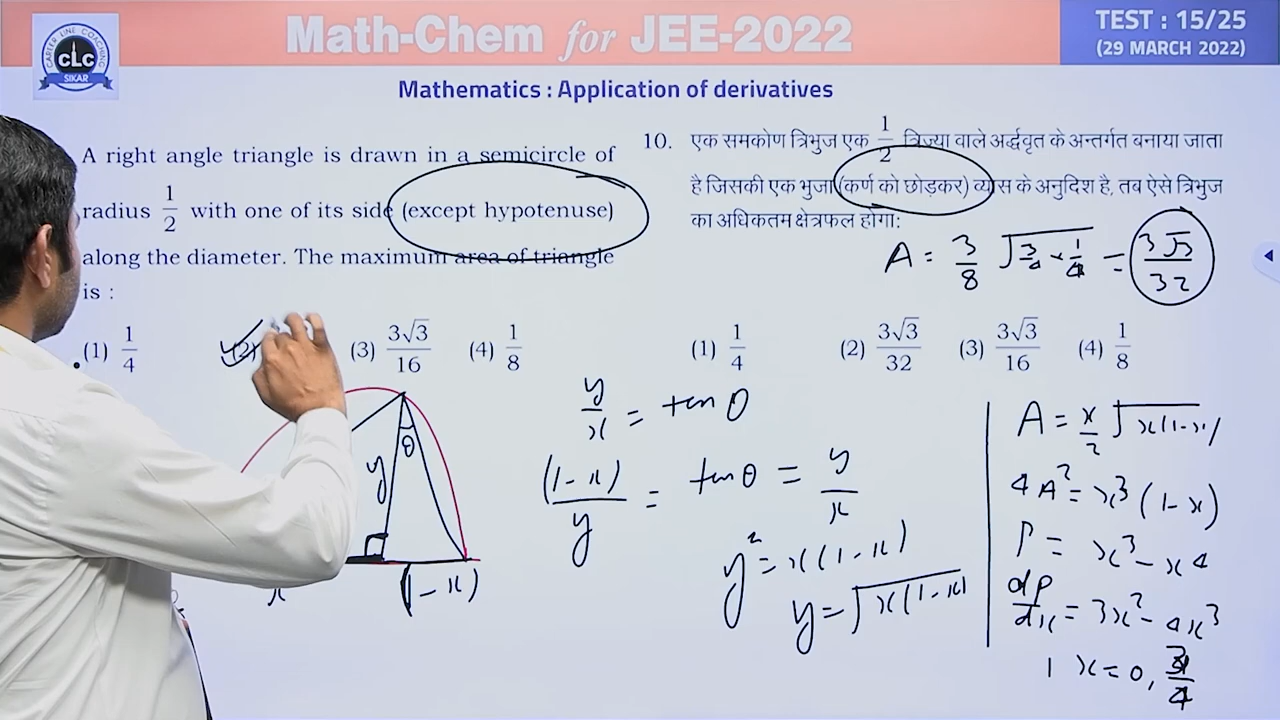 CAREER LINE COACHING
CLC
SIKAR
Math-Chem for JEE-2022
TEST : 15/25
(29 MARCH 2022)
Mathematics : Application of derivatives
A right angle triangle is drawn in a semicircle of
radius 1/2 with one of its side (except hypotenuse)
along the diameter. The maximum area of triangle
is :
(1) 1/4 (2) (3) 3√3/16 (4) 1/8
10. एक समकोण त्रिभुज एक 1/2 त्रिज्या वाले अर्द्धवृत के अन्तर्गत बनाया जाता
है जिसकी एक भुजा (कर्ण को छोड़कर) व्यास के अनुदिश है, तब ऐसे त्रिभुज
का अधिकतम क्षेत्रफल होगा:
A = 3/8 √(3/4 × 1/4) = 3√3/32
(1) 1/4 (2) 3√3/32 (3) 3√3/16 (4) 1/8
θ
y
x
(1-x)
y/x = tan θ
(1-x)/y = tan θ = y/x
y² = x(1-x)
y = √x(1-x)
A = x/2 √x(1-x)
4A² = x³(1-x)
P = x³ - x4
dp/dx = 3x² - 4x³
x = 0, 3/4